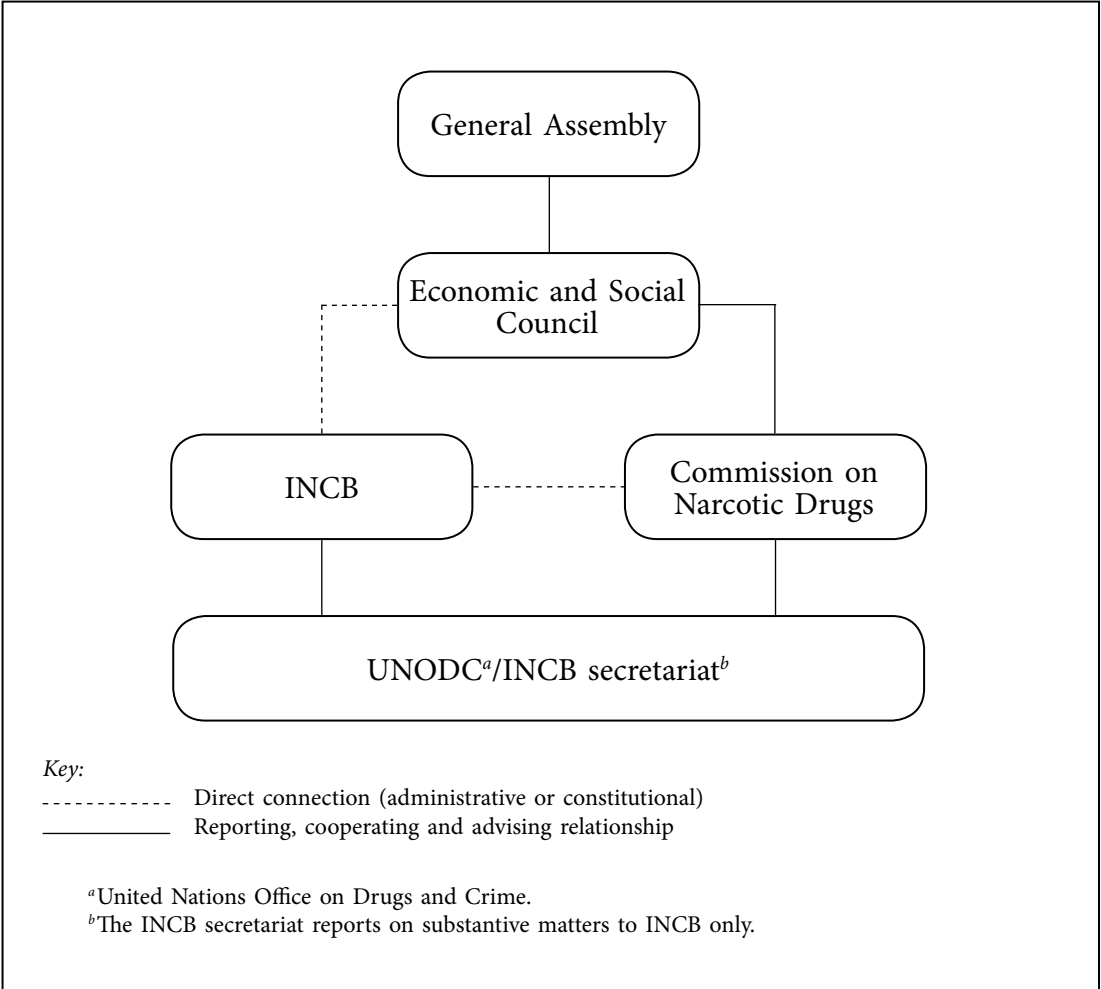 General Assembly
Economic and Social
Council
INCB
Commission on
Narcotic Drugs
UNODCa/INCB secretariatb
Key:
Direct connection (administrative or constitutional)
Reporting, cooperating and advising relationship
aUnited Nations Office on Drugs and Crime.
bThe INCB secretariat reports on substantive matters to INCB only.